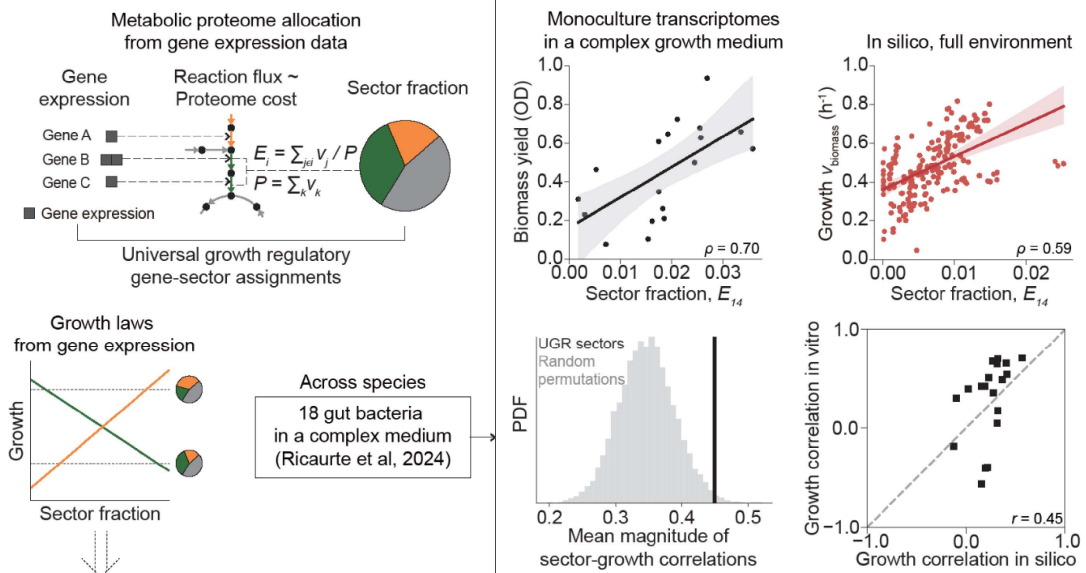 Metabolic proteome allocation
from gene expression data
Gene
expression
Reaction flux ~
Proteome cost
Sector fraction
Gene A
Gene B
Gene C
E_i = ∑_{jϵi} v_j / P
P = ∑_k v_k
Gene expression
Universal growth regulatory
gene-sector assignments
Growth laws
from gene expression
Growth
Sector fraction
Across species
18 gut bacteria
in a complex medium
(Ricaurte et al, 2024)
Monoculture transcriptomes
in a complex growth medium
Biomass yield (OD)
1.0
0.8
0.6
0.4
0.2
0.0
ρ = 0.70
0.00 0.01 0.02 0.03
Sector fraction, E_{14}
In silico, full environment
Growth v_{biomass} (h⁻¹)
1.0
0.8
0.6
0.4
0.2
0.0
ρ = 0.59
0.00 0.01 0.02
Sector fraction, E_{14}
UGR sectors
Random
permutations
PDF
0.2 0.3 0.4 0.5
Mean magnitude of
sector-growth correlations
Growth correlation in vitro
1.0
0.0
−1.0
r = 0.45
−1.0 0.0 1.0
Growth correlation in silico